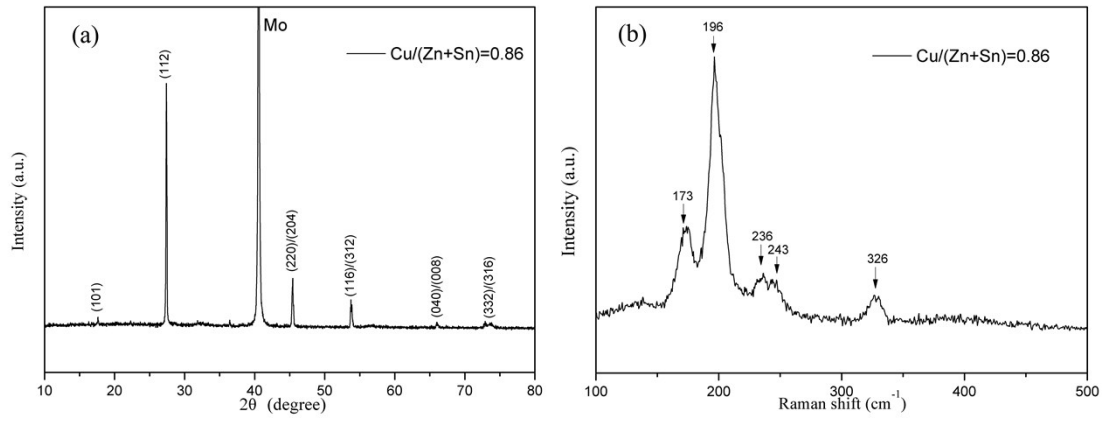 (a)
Mo
Cu/(Zn+Sn)=0.86
(112)
(101)
(220)/(204)
(116)/(312)
(040)/(008)
(332)/(316)
Intensity (a.u.)
10 20 30 40 50 60 70 80
2θ (degree)
(b)
196
Cu/(Zn+Sn)=0.86
173
236
243
326
Intensity (a.u.)
100 200 300 400 500
Raman shift (cm⁻¹)